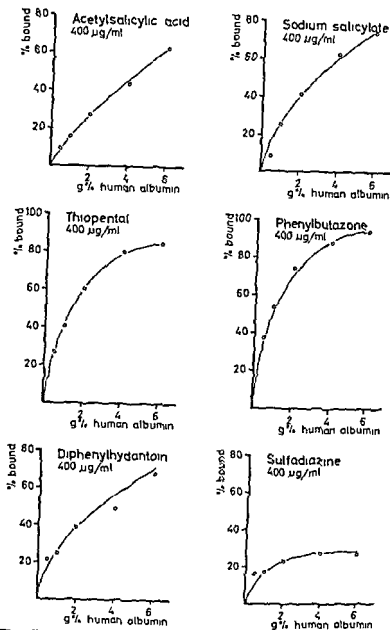 Acetylsalicylic acid
400 µg/ml
% bound
80
60
40
20
2
4
6
g% human albumin
Sodium salicylate
400 µg/ml
% bound
80
60
40
20
2
4
6
g% human albumin
Thiopental
400 µg/ml
% bound
100
80
60
40
20
2
4
6
g% human albumin
Phenylbutazone
400 µg/ml
% bound
100
80
60
40
20
2
4
6
g% human albumin
Diphenylhydantoin
400 µg/ml
% bound
80
60
40
20
2
4
6
g% human albumin
Sulfadiazine
400 µg/ml
% bound
80
60
40
20
2
4
6
g% human albumin